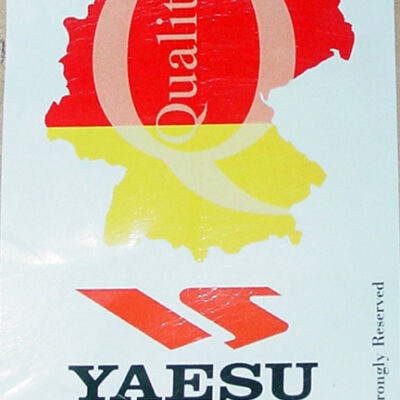 Qualit
YAESU
rongly Reserved